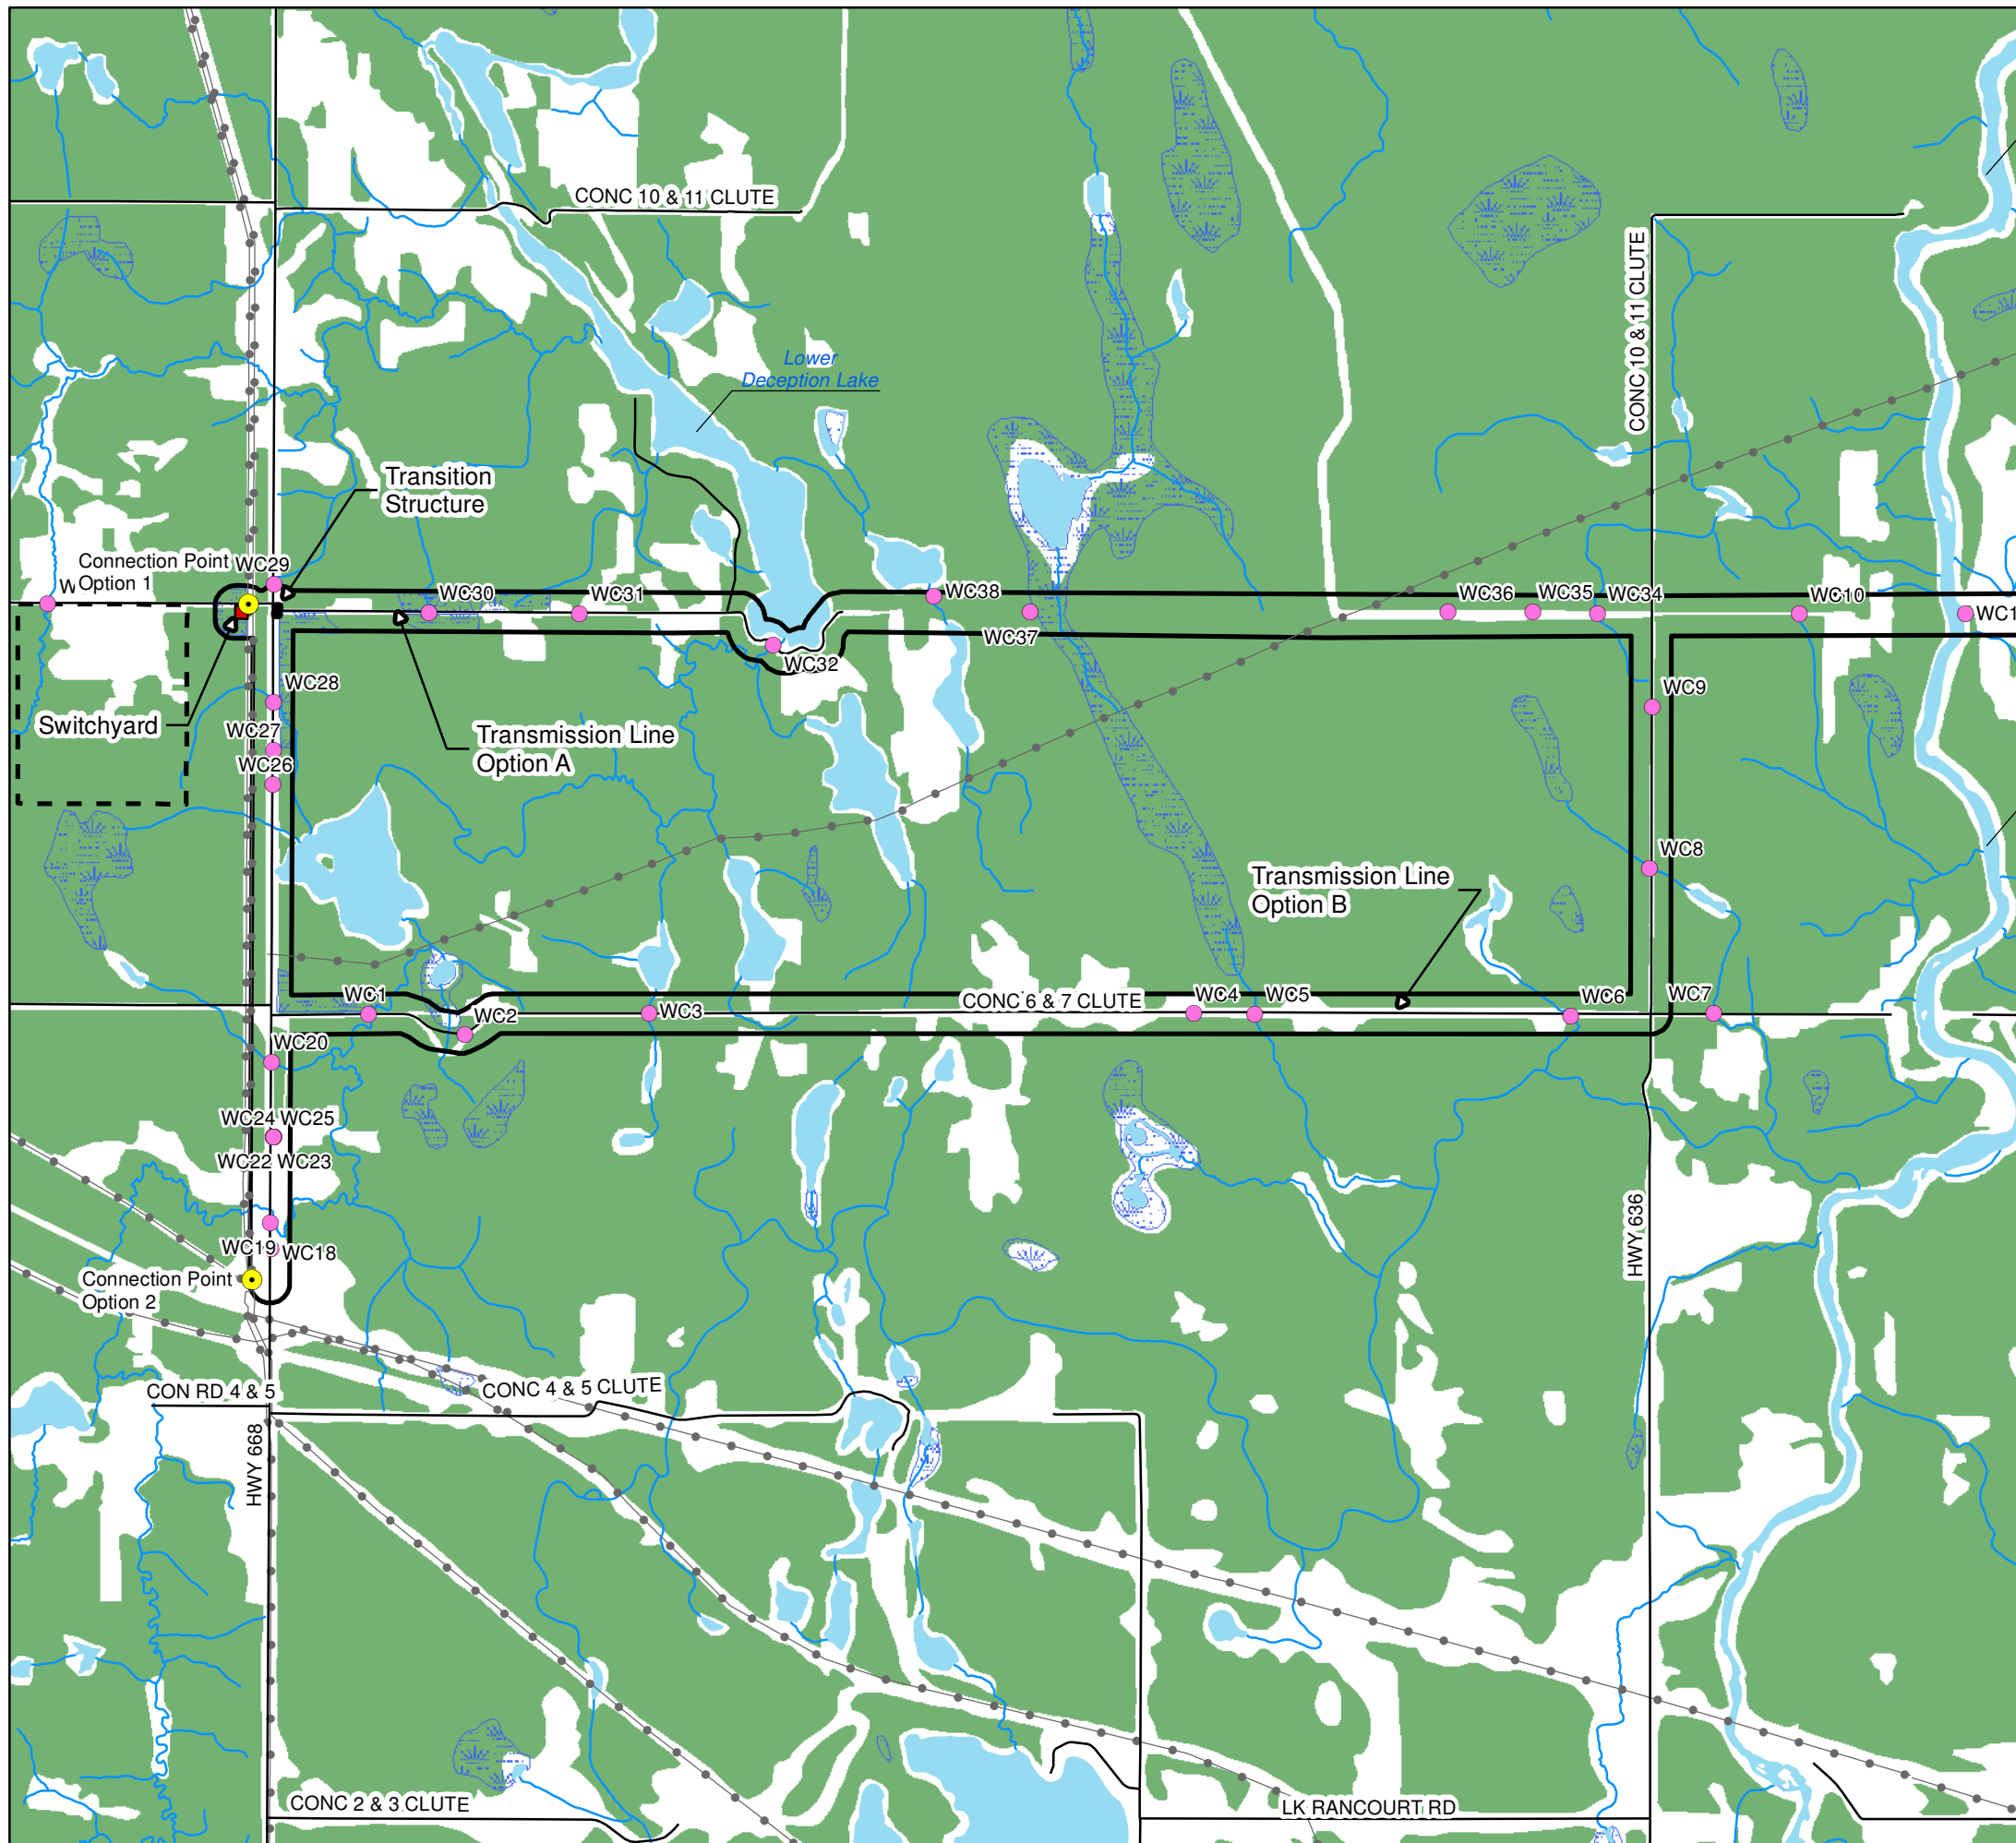 CONC 10 & 11 CLUTE
CONC 10 & 11 CLUTE
Lower
Deception Lake
Transition
Structure
Connection Point
Option 1
WC29
WC30
WC31
WC32
WC38
WC37
WC36
WC35
WC34
WC10
WC28
WC27
WC26
Switchyard
Transmission Line
Option A
WC9
WC8
Transmission Line
Option B
WC1
WC2
WC3
CONC 6 & 7 CLUTE
WC4
WC5
WC6
WC7
WC20
WC24
WC25
WC22
WC23
WC19
WC18
Connection Point
Option 2
HWY 636
CON RD 4 & 5
CONC 4 & 5 CLUTE
HWY 668
CONC 2 & 3 CLUTE
LK RANCOURT RD